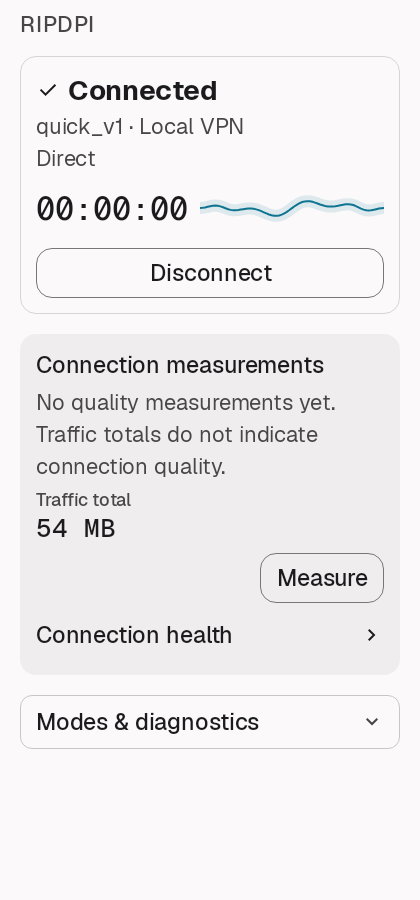 RIPDPI
Connected
quick_v1 · Local VPN
Direct
00:00:00
Disconnect
Connection measurements
No quality measurements yet.
Traffic totals do not indicate
connection quality.
Traffic total
54 MB
Measure
Connection health
Modes & diagnostics